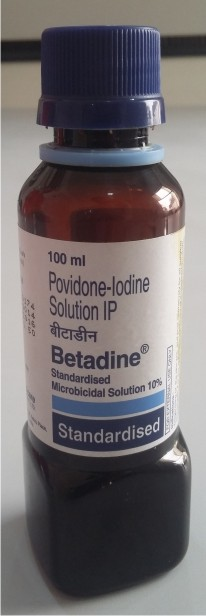 100 ml
Povidone-Iodine
Solution IP
बीटाडीन
Betadine®
Standardised
Microbicidal Solution 10%
Standardised